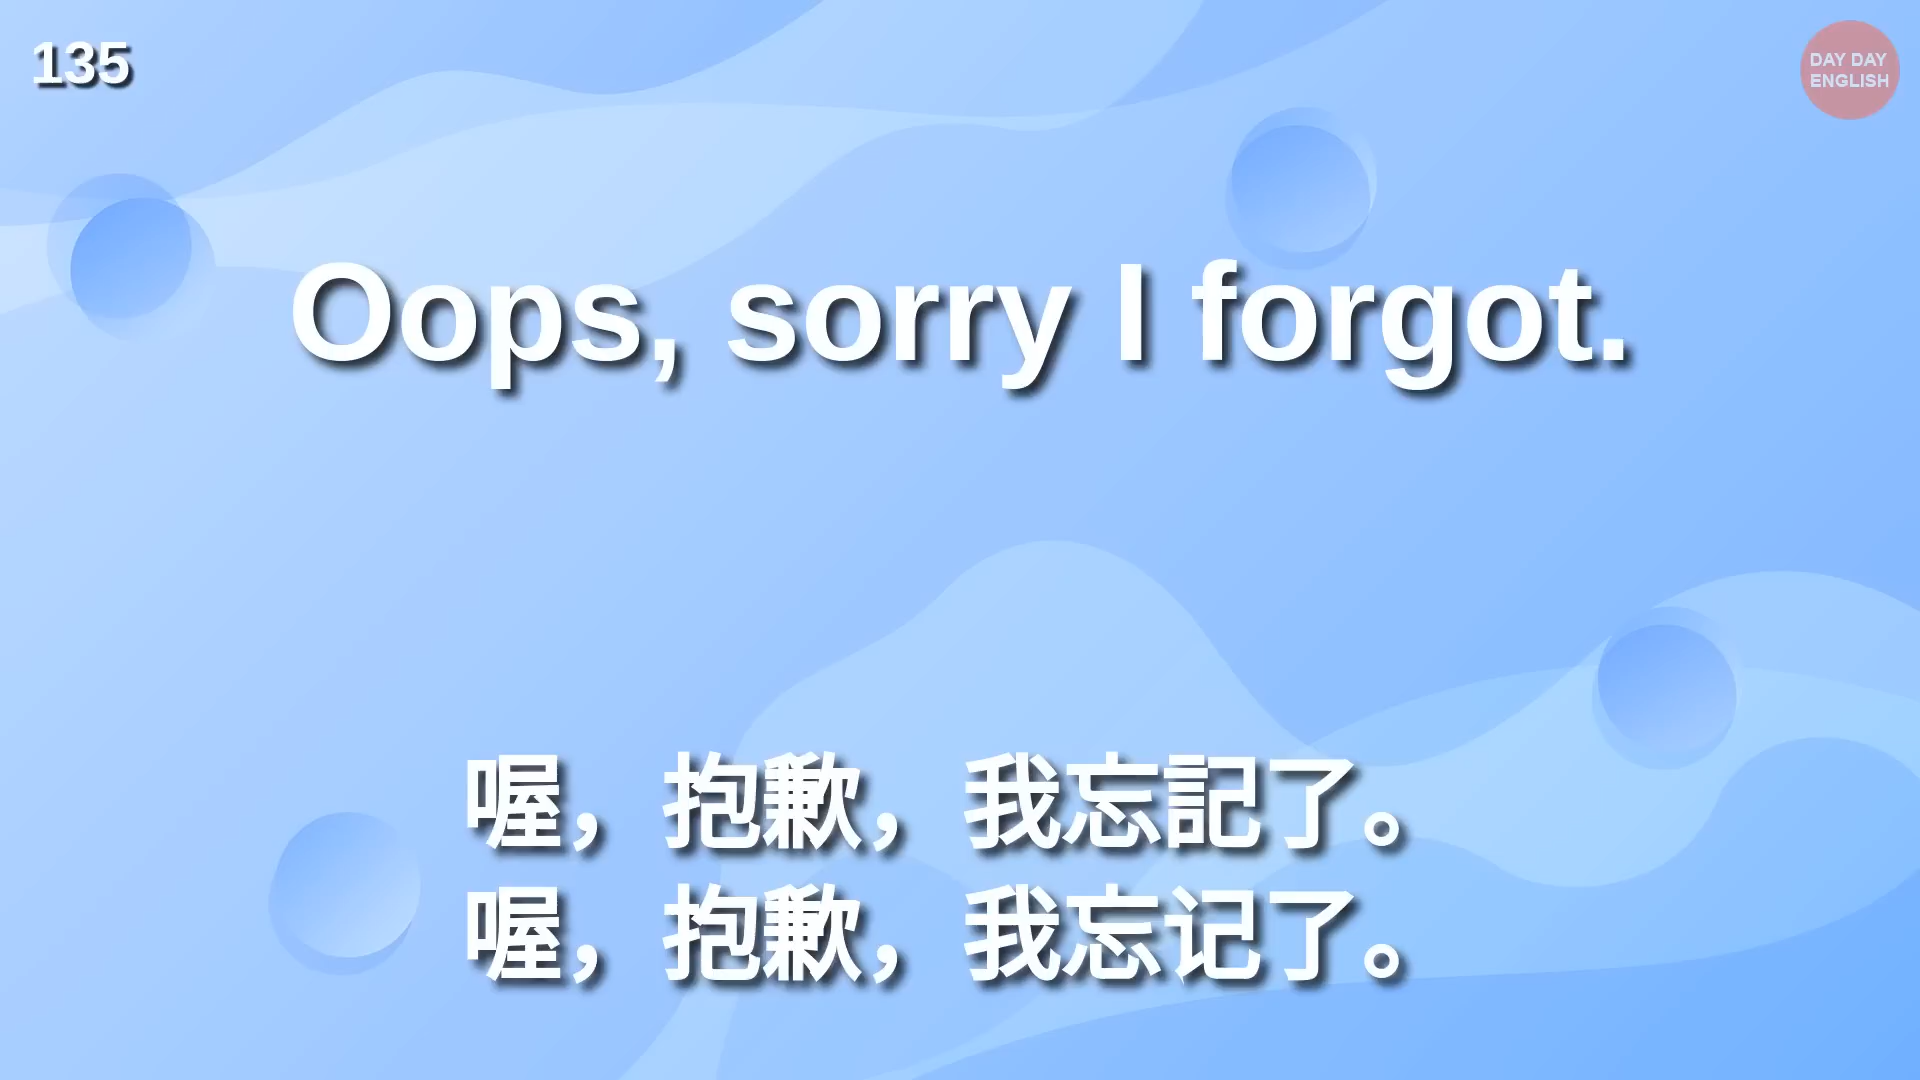 135
DAY DAY
ENGLISH
Oops, sorry I forgot.
喔，抱歉，我忘記了。
喔，抱歉，我忘记了。